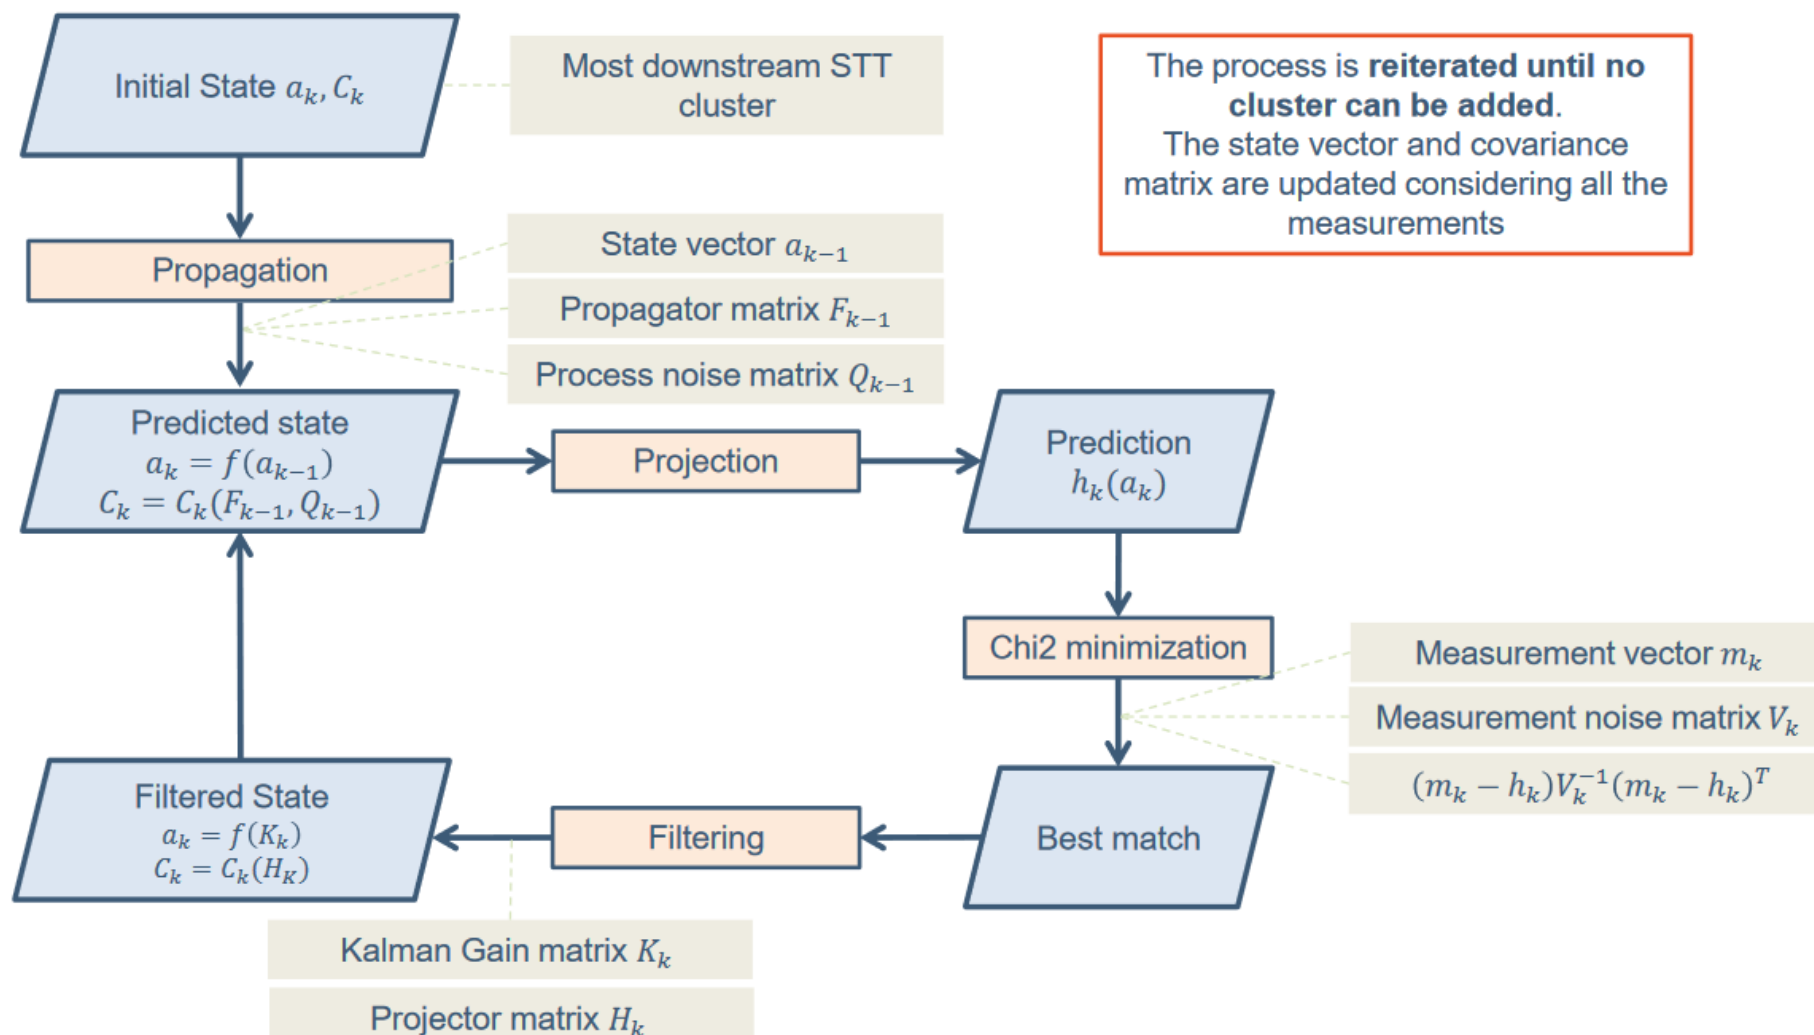 Initial State $a_k, C_k$
Most downstream STT
cluster
The process is reiterated until no
cluster can be added.
The state vector and covariance
matrix are updated considering all the
measurements
Propagation
State vector $a_{k-1}$
Propagator matrix $F_{k-1}$
Process noise matrix $Q_{k-1}$
Predicted state
$a_k = f(a_{k-1})$
$C_k = C_k(F_{k-1}, Q_{k-1})$
Projection
Prediction
$h_k(a_k)$
Chi2 minimization
Measurement vector $m_k$
Measurement noise matrix $V_k$
$(m_k - h_k)V_k^{-1}(m_k - h_k)^T$
Best match
Filtering
Filtered State
$a_k = f(K_k)$
$C_k = C_k(H_K)$
Kalman Gain matrix $K_k$
Projector matrix $H_k$